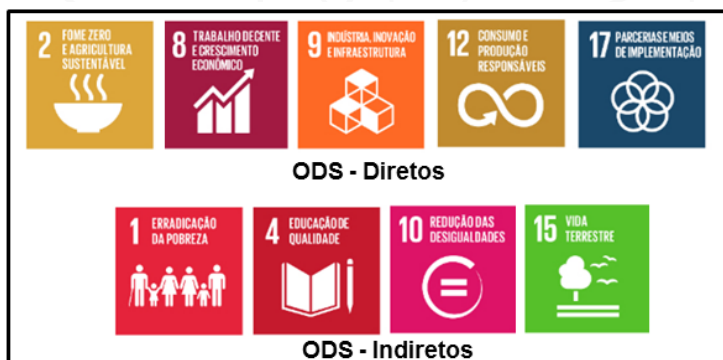 2 FOME ZERO
E AGRICULTURA
SUSTENTÁVEL
8 TRABALHO DECENTE
E CRESCIMENTO
ECONÔMICO
9 INDÚSTRIA, INOVAÇÃO
E INFRAESTRUTURA
12 CONSUMO E
PRODUÇÃO
RESPONSÁVEIS
17 PARCERIAS E MEIOS
DE IMPLEMENTAÇÃO
ODS - Diretos
1 ERRADICAÇÃO
DA POBREZA
4 EDUCAÇÃO DE
QUALIDADE
10 REDUÇÃO DAS
DESIGUALDADES
15 VIDA
TERRESTRE
ODS - Indiretos